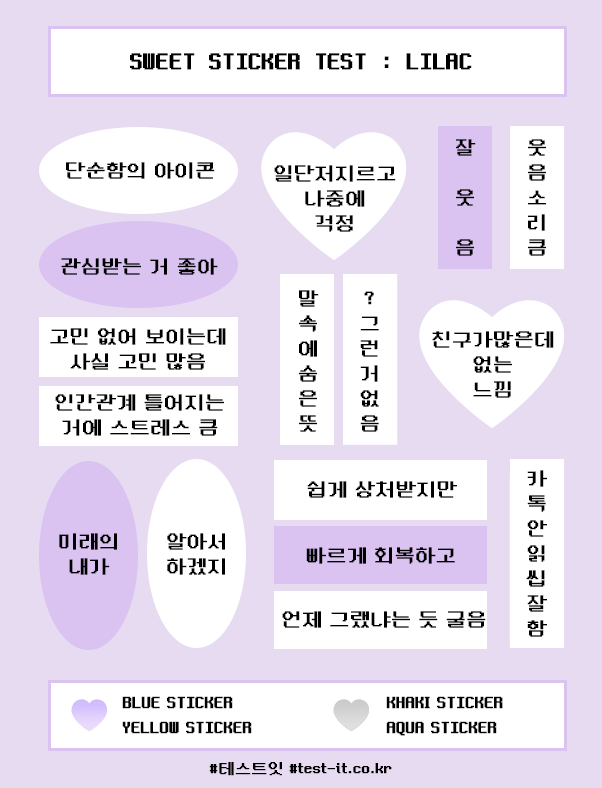 SWEET STICKER TEST : LILAC
단순함의 아이콘
관심받는 거 좋아
고민 없어 보이는데
사실 고민 많음
인간관계 틀어지는
거에 스트레스 큼
일단저지르고
나중에
걱정
잘웃음
웃음소리큼
말속에숨은뜻
?그런거없음
친구가많은데
없는
느낌
미래의
내가
알아서
하겠지
쉽게 상처받지만
빠르게 회복하고
언제 그랬냐는 듯 굴음
카톡안읽씹잘함
BLUE STICKER
YELLOW STICKER
KHAKI STICKER
AQUA STICKER
#테스트잇 #test-it.co.kr